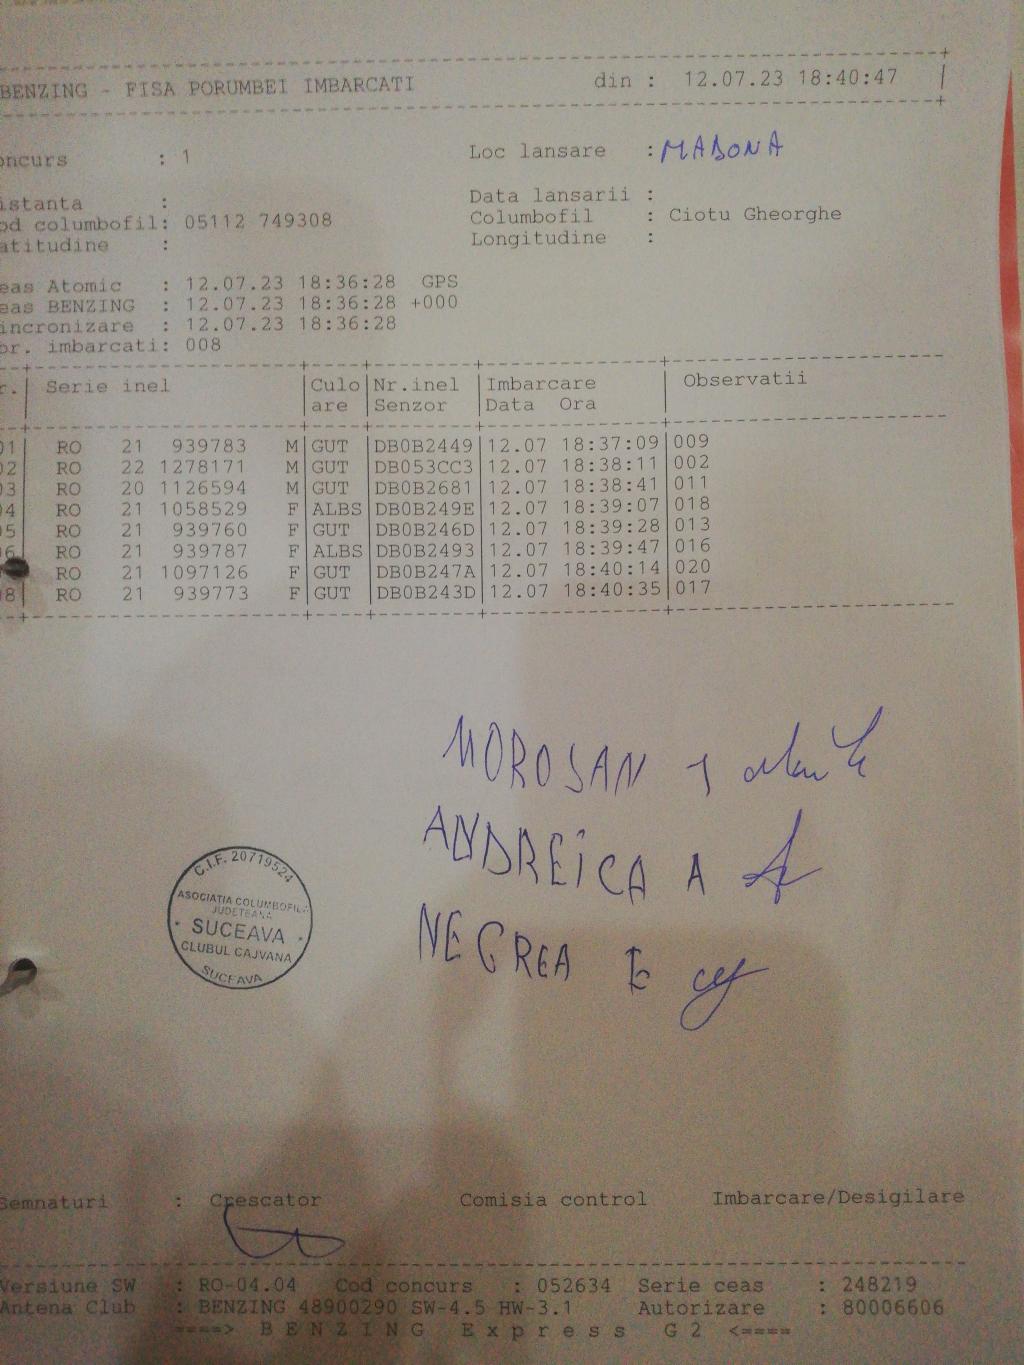 BENZING - FISA PORUMBEI IMBARCATI din : 12.07.23 18:40:47
oncurs : 1 Loc lansare : MADONA
istanta : Data lansarii :
od columbofil: 05112 749308 Columbofil : Ciotu Gheorghe
atitudine : Longitudine :
eas Atomic : 12.07.23 18:36:28 GPS
eas BENZING : 12.07.23 18:36:28 +000
incronizare : 12.07.23 18:36:28
or. imbarcati: 008
r. Serie inel Culo Nr.inel Imbarcare Observatii
are Senzor Data Ora
01 RO 21 939783 M GUT DB0B2449 12.07 18:37:09 009
02 RO 22 1278171 M GUT DB053CC3 12.07 18:38:11 002
03 RO 20 1126594 M GUT DB0B2681 12.07 18:38:41 011
04 RO 21 1058529 F ALBS DB0B249E 12.07 18:39:07 018
05 RO 21 939760 F GUT DB0B246D 12.07 18:39:28 013
06 RO 21 939787 F ALBS DB0B2493 12.07 18:39:47 016
RO 21 1097126 F GUT DB0B247A 12.07 18:40:14 020
08 RO 21 939773 F GUT DB0B243D 12.07 18:40:35 017
MOROSAN
ANDREICA A
NEGREA E
C.I.F. 20719524
ASOCIATIA COLUMBOFILA
JUDETEANA
SUCEAVA
CLUBUL CAJVANA
SUCEAVA
Semnaturi : Crescator Comisia control Imbarcare/Desigilare
Versiune SW : RO-04.04 Cod concurs : 052634 Serie ceas : 248219
Antena Club : BENZING 48900290 SW-4.5 HW-3.1 Autorizare : 80006606
====> B E N Z I N G E x p r e s s G 2 <====